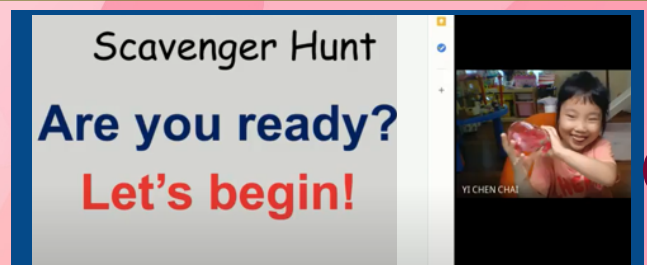 Scavenger Hunt
Are you ready?
Let's begin!
YI CHEN CHAI